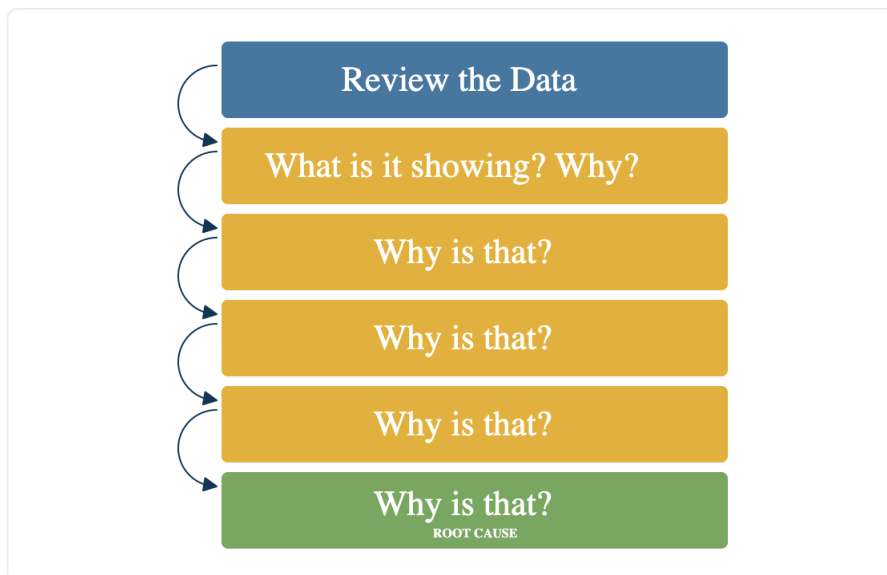 Review the Data
What is it showing? Why?
Why is that?
Why is that?
Why is that?
Why is that?
ROOT CAUSE